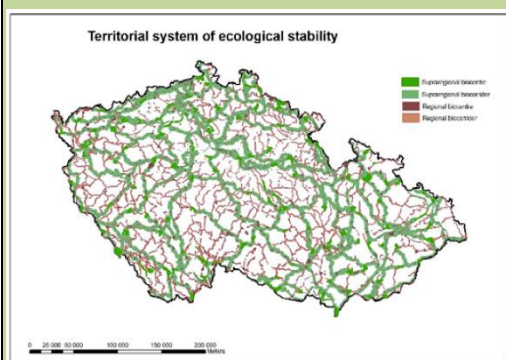 Territorial system of ecological stability
Supraregional biocentre
Supraregional biocorridor
Regional biocentre
Regional biocorridor
0 25 000 50 000 100 000 150 000 200 000
Meters